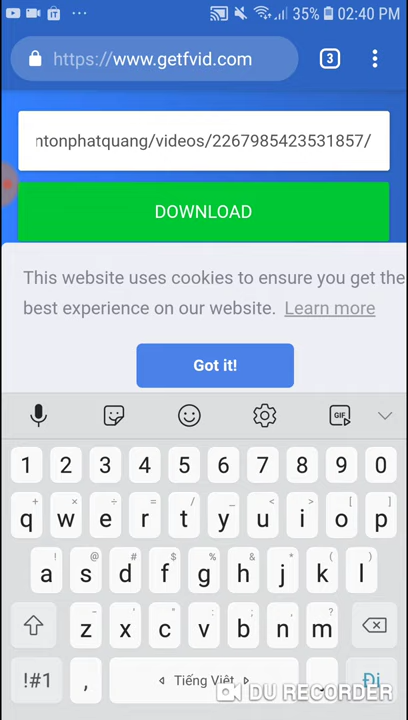 35% 02:40 PM
https://www.getfvid.com
3
ntonphatquang/videos/2267985423531857/
DOWNLOAD
This website uses cookies to ensure you get the
best experience on our website. Learn more
Got it!
GIF
1 2 3 4 5 6 7 8 9 0
+ × ÷ = / _ < > [ ]
q w e r t y u i o p
! @ # $ % ^ & * ( )
a s d f g h j k l
- ' " : ; , ?
z x c v b n m
!#1 , Tiếng Việt . Đi
DU RECORDER